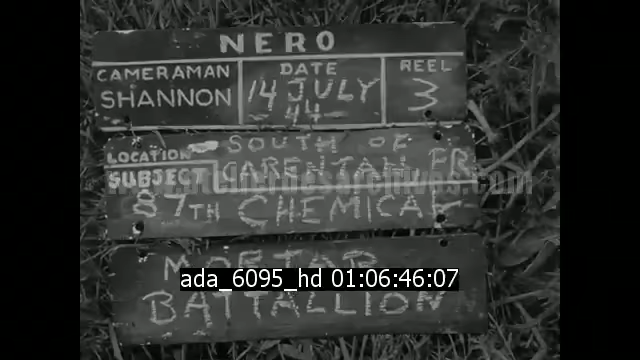 NERO
CAMERAMAN
SHANNON
DATE
14 JULY
44
REEL
3
LOCATION
SOUTH OF
CARENTAN FR
SUBJECT
87TH CHEMICAL
MORTAR
BATTALLION
ada_6095_hd 01:06:46:07